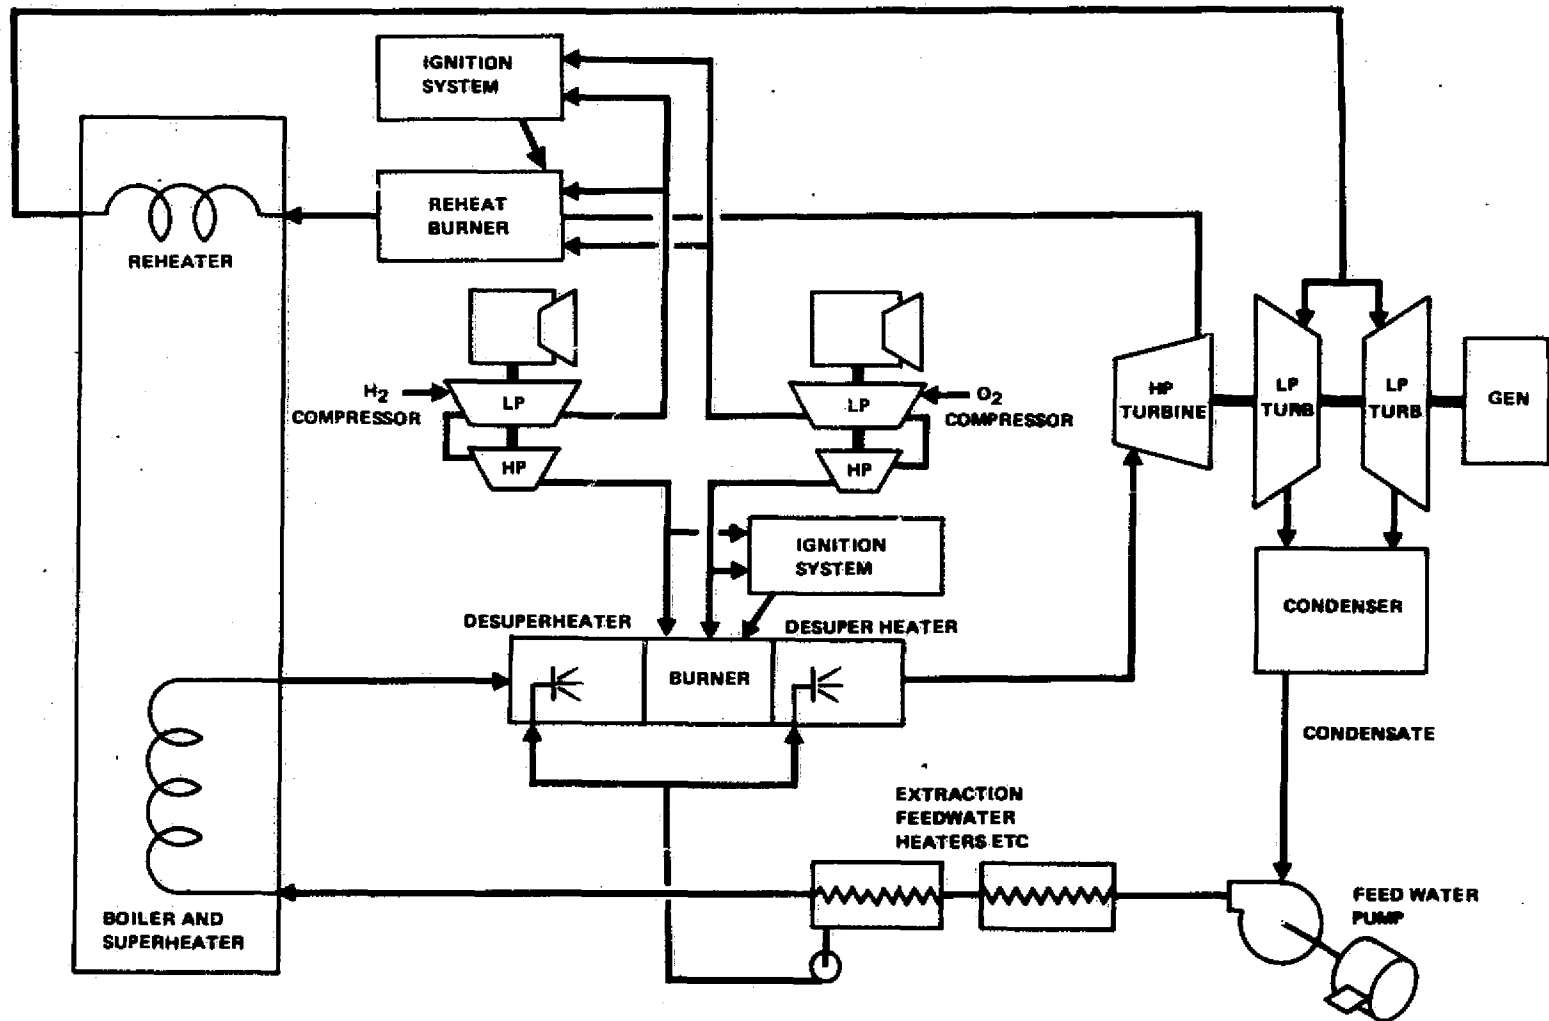 IGNITION
SYSTEM
REHEAT
BURNER
REHEATER
H2
COMPRESSOR
LP
HP
LP
HP
O2
COMPRESSOR
HP
TURBINE
LP
TURB
LP
TURB
GEN
IGNITION
SYSTEM
CONDENSER
DESUPERHEATER
DESUPER HEATER
BURNER
CONDENSATE
EXTRACTION
FEEDWATER
HEATERS ETC
BOILER AND
SUPERHEATER
FEED WATER
PUMP